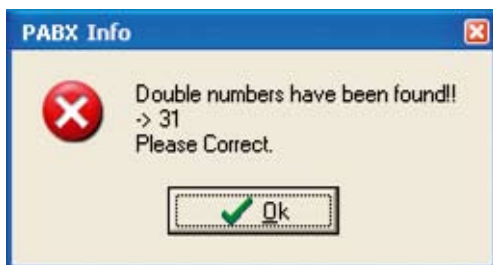 PABX Info
Double numbers have been found!!
-> 31
Please Correct.
Ok